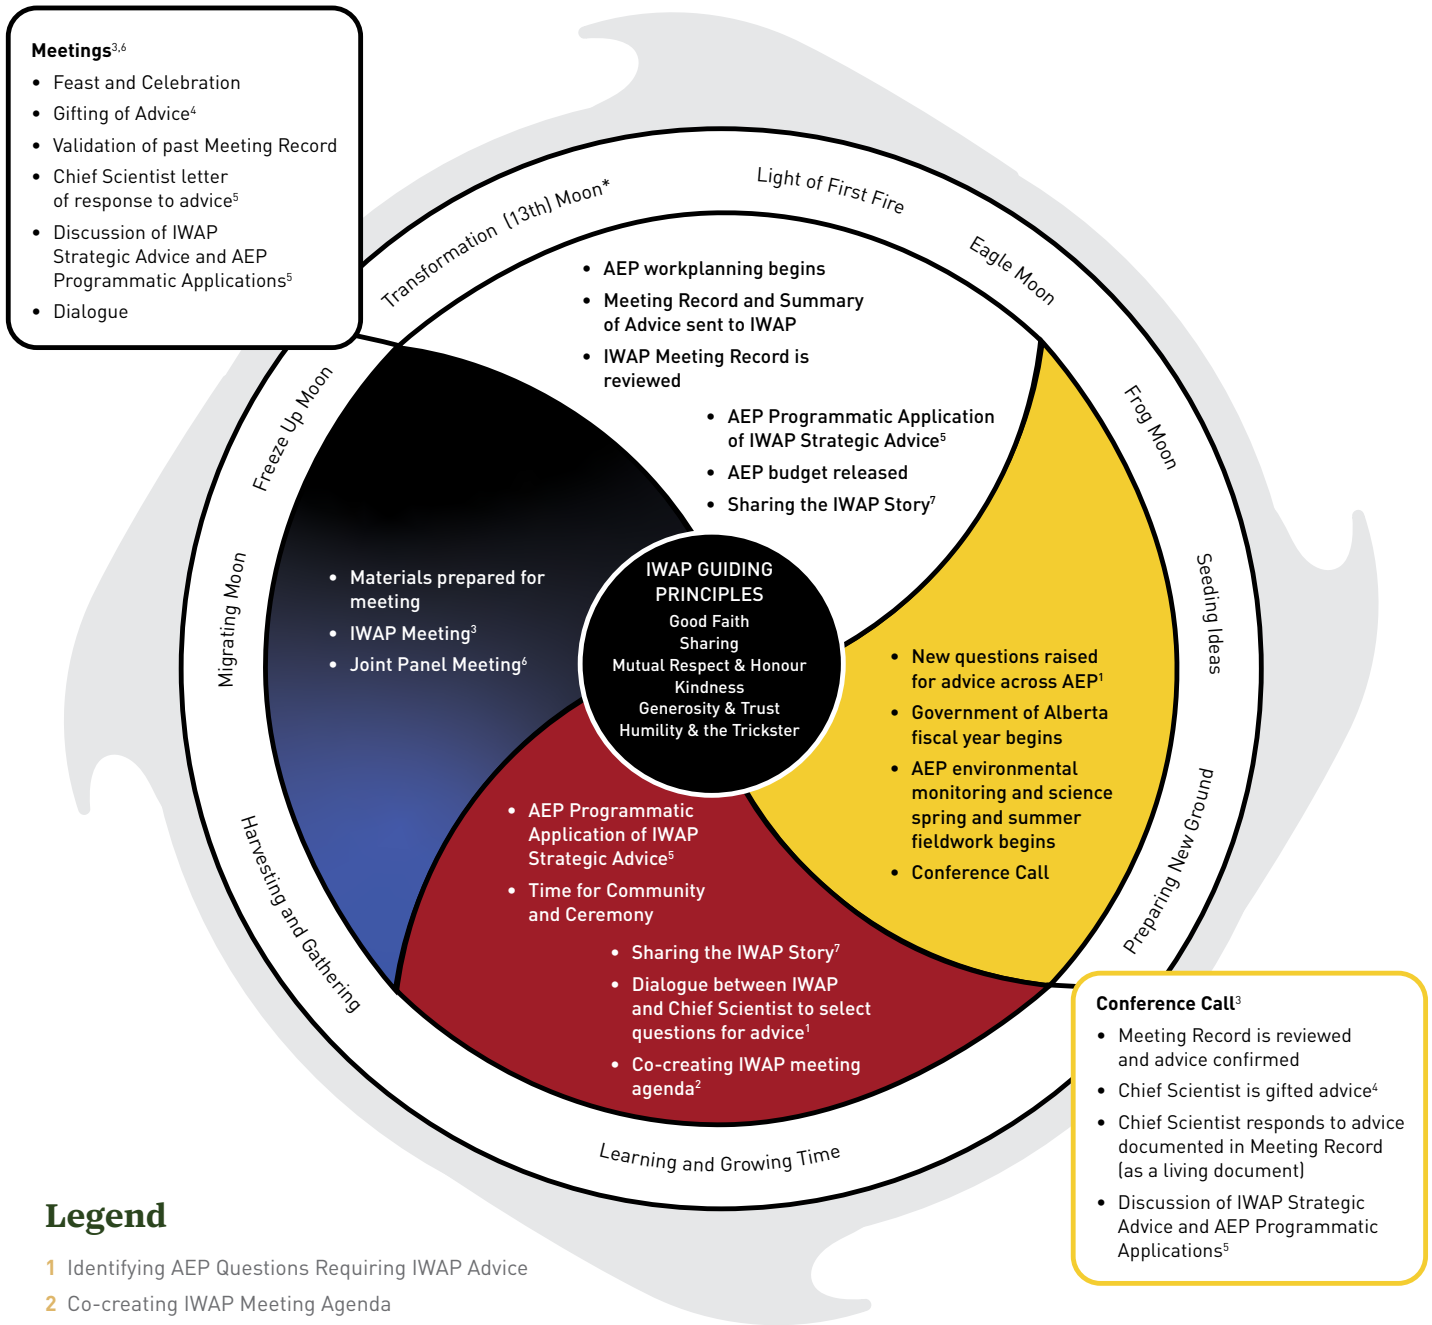 Meetings3,6
• Feast and Celebration
• Gifting of Advice4
• Validation of past Meeting Record
• Chief Scientist letter
of response to advice5
• Discussion of IWAP
Strategic Advice and AEP
Programmatic Applications5
• Dialogue
Transformation (13th) Moon*
Light of First Fire
Eagle Moon
Frog Moon
Seeding Ideas
Preparing New Ground
Learning and Growing Time
Harvesting and Gathering
Migrating Moon
Freeze Up Moon
• AEP workplanning begins
• Meeting Record and Summary
of Advice sent to IWAP
• IWAP Meeting Record is
reviewed
• AEP Programmatic Application
of IWAP Strategic Advice5
• AEP budget released
• Sharing the IWAP Story7
• Materials prepared for
meeting
• IWAP Meeting3
• Joint Panel Meeting6
IWAP GUIDING
PRINCIPLES
Good Faith
Sharing
Mutual Respect & Honour
Kindness
Generosity & Trust
Humility & the Trickster
• New questions raised
for advice across AEP1
• Government of Alberta
fiscal year begins
• AEP environmental
monitoring and science
spring and summer
fieldwork begins
• Conference Call
• AEP Programmatic
Application of IWAP
Strategic Advice5
• Time for Community
and Ceremony
• Sharing the IWAP Story7
• Dialogue between IWAP
and Chief Scientist to select
questions for advice1
• Co-creating IWAP meeting
agenda2
Conference Call3
• Meeting Record is reviewed
and advice confirmed
• Chief Scientist is gifted advice4
• Chief Scientist responds to advice
documented in Meeting Record
(as a living document)
• Discussion of IWAP Strategic
Advice and AEP Programmatic
Applications5
Legend
1 Identifying AEP Questions Requiring IWAP Advice
2 Co-creating IWAP Meeting Agenda